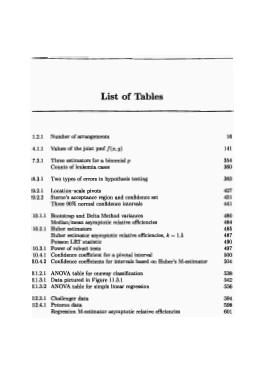 List of Tables
1.2.1 Number of arrangements 16
4.1.1 Values of the joint pmf f(x, y) 141
7.3.1 Three estimators for a binomial p 354
Counts of leukemia cases 360
8.3.1 Two types of errors in hypothesis testing 383
9.2.1 Location-scale pivots 427
9.2.2 Sterne's acceptance region and confidence set 431
Three 90% normal confidence intervals 441
10.1.1 Bootstrap and Delta Method variances 480
Median/mean asymptotic relative efficiencies 484
10.2.1 Huber estimators 485
Huber estimator asymptotic relative efficiencies, k = 1.5 487
Poisson LRT statistic 490
10.3.1 Power of robust tests 497
10.4.1 Confidence coefficient for a pivotal interval 500
10.4.2 Confidence coefficients for intervals based on Huber's M-estimator 504
11.2.1 ANOVA table for oneway classification 538
11.3.1 Data pictured in Figure 11.3.1 542
11.3.2 ANOVA table for simple linear regression 556
12.3.1 Challenger data 594
12.4.1 Potoroo data 598
Regression M-estimator asymptotic relative efficiencies 601